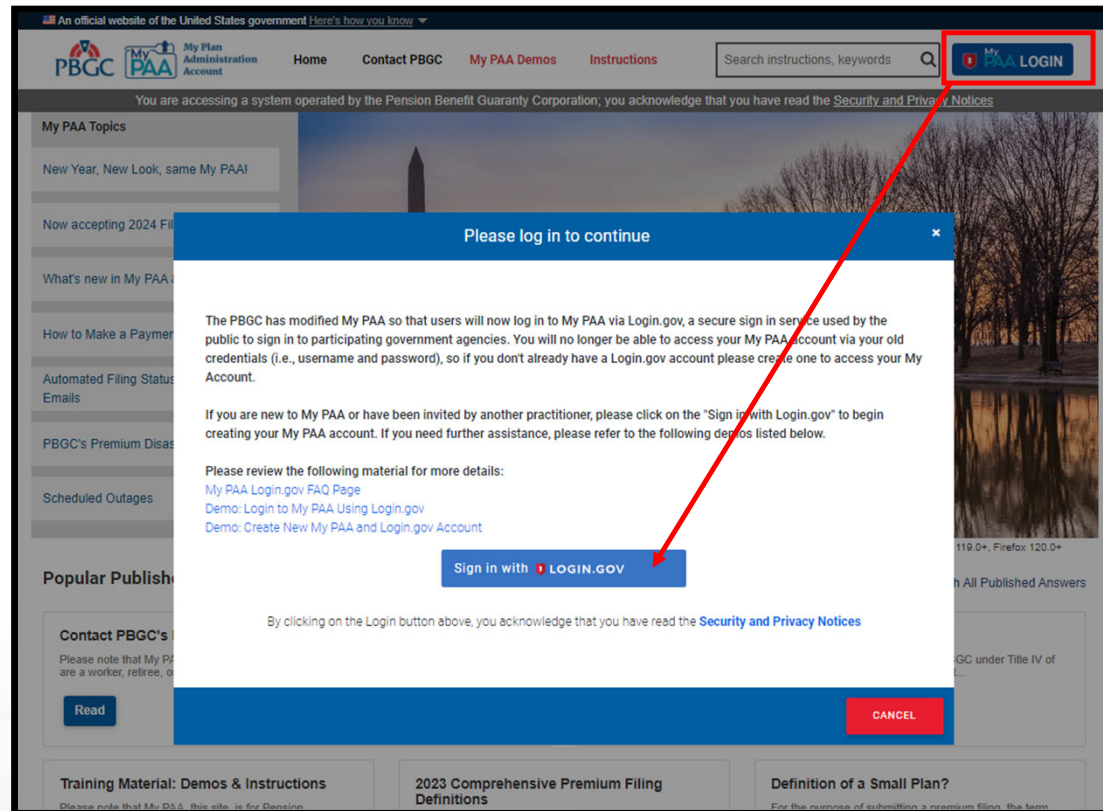 An official website of the United States government Here's how you know
PBGC
My PAA
My Plan
Administration
Account
Home
Contact PBGC
My PAA Demos
Instructions
Search instructions, keywords
My PAA LOGIN
You are accessing a system operated by the Pension Benefit Guaranty Corporation; you acknowledge that you have read the Security and Privacy Notices
My PAA Topics
New Year, New Look, same My PAA!
Now accepting 2024
What's new in My PAA
How to Make a
Automated Filing Status
Emails
PBGC's Premium
Scheduled Outages
Please log in to continue
×
The PBGC has modified My PAA so that users will now log in to My PAA via Login.gov, a secure sign in service used by the
public to sign in to participating government agencies. You will no longer be able to access your My PAA account via your old
credentials (i.e., username and password), so if you don't already have a Login.gov account please create one to access your My
Account.
If you are new to My PAA or have been invited by another practitioner, please click on the "Sign in with Login.gov" to begin
creating your My PAA account. If you need further assistance, please refer to the following demos listed below.
Please review the following material for more details:
My PAA Login.gov FAQ Page
Demo: Login to My PAA Using Login.gov
Demo: Create New My PAA and Login.gov Account
Sign in with LOGIN.GOV
By clicking on the Login button above, you acknowledge that you have read the Security and Privacy Notices
CANCEL
119.0+, Firefox 120.0+
Popular
All Published Answers
Contact PBGC's
Please note that My
are a worker, retiree,
Read
under Title IV of
Training Material: Demos & Instructions
Please note that My PAA, this site, is for Pension
2023 Comprehensive Premium Filing
Definitions
Definition of a Small Plan?
For the purpose of submitting a premium filing, the term